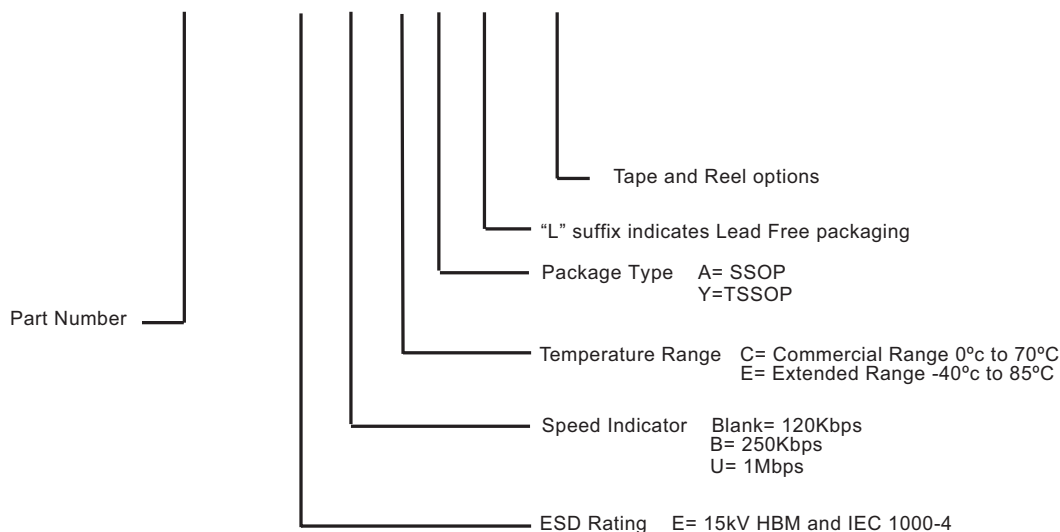 Tape and Reel options
“L” suffix indicates Lead Free packaging
Package Type A= SSOP
Y=TSSOP
Part Number
Temperature Range C= Commercial Range 0ºc to 70ºC
E= Extended Range -40ºc to 85ºC
Speed Indicator Blank= 120Kbps
B= 250Kbps
U= 1Mbps
ESD Rating E= 15kV HBM and IEC 1000-4